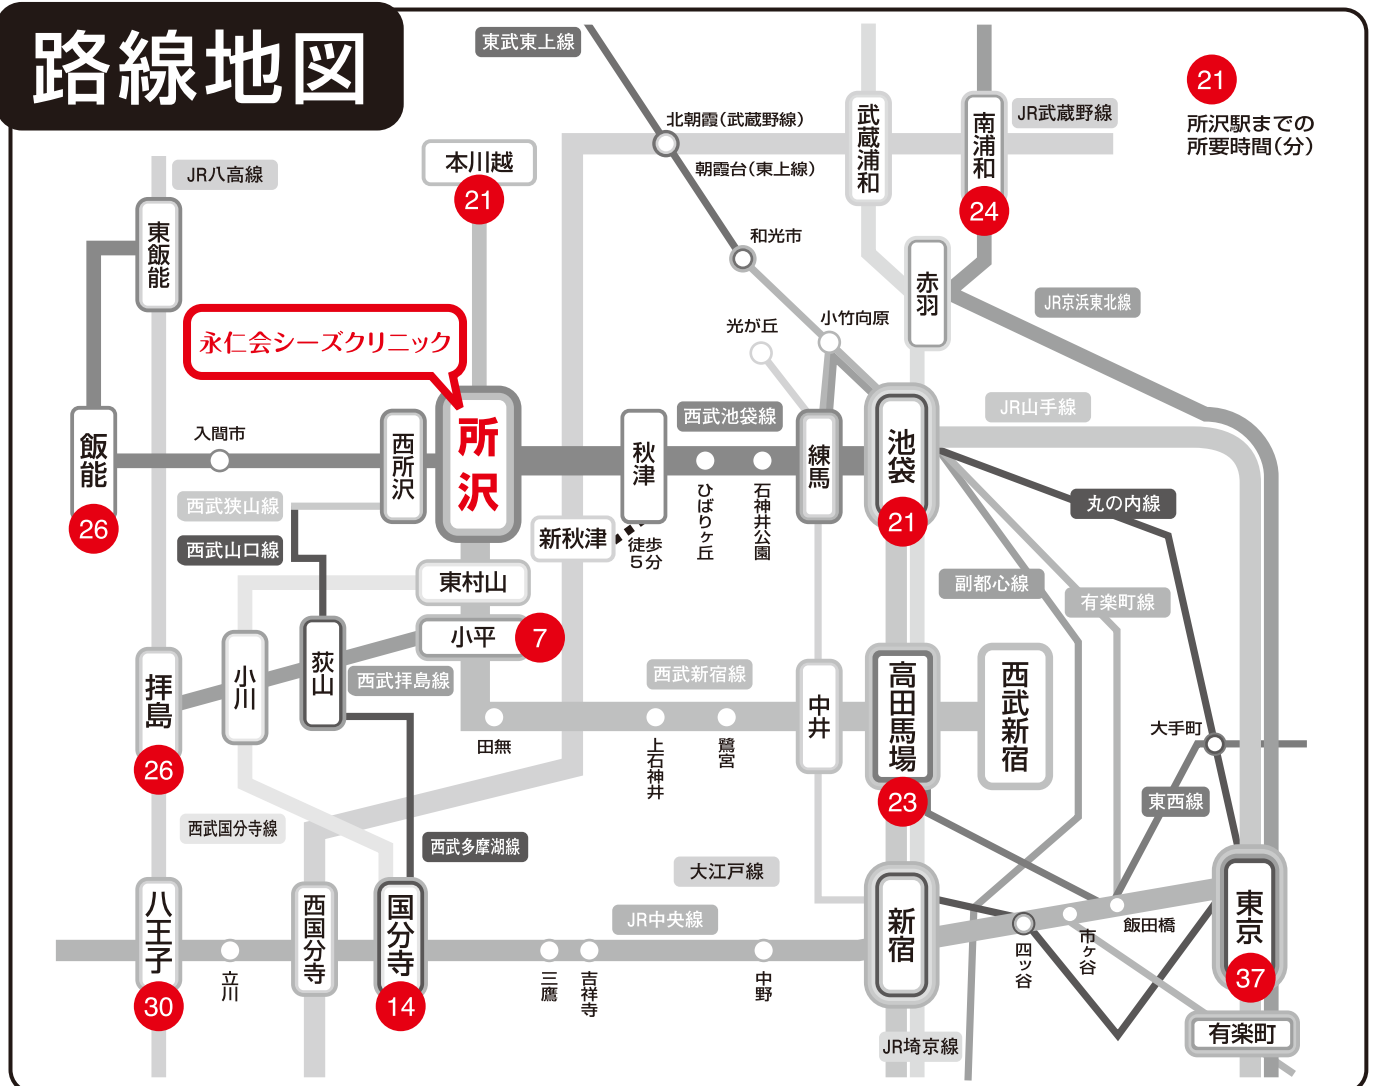 路線地図
東武東上線
21
所沢駅までの
所要時間(分)
北朝霞(武蔵野線)
朝霞台(東上線)
武蔵浦和
南浦和
24
JR武蔵野線
本川越
21
JR八高線
東飯能
和光市
赤羽
JR京浜東北線
光が丘
小竹向原
永仁会シーズクリニック
所沢
飯能
26
入間市
西所沢
秋津
西武池袋線
ひばりヶ丘
石神井公園
練馬
池袋
21
JR山手線
丸の内線
西武狭山線
西武山口線
新秋津
徒歩
5分
東村山
小平
7
副都心線
有楽町線
拝島
26
小川
荻山
西武拝島線
西武新宿線
田無
上石神井
鷺宮
中井
高田馬場
23
西武新宿
大手町
東西線
西武国分寺線
西武多摩湖線
大江戸線
JR中央線
八王子
30
立川
西国分寺
国分寺
14
三鷹
吉祥寺
中野
新宿
四ッ谷
市ヶ谷
飯田橋
東京
37
有楽町
JR埼京線